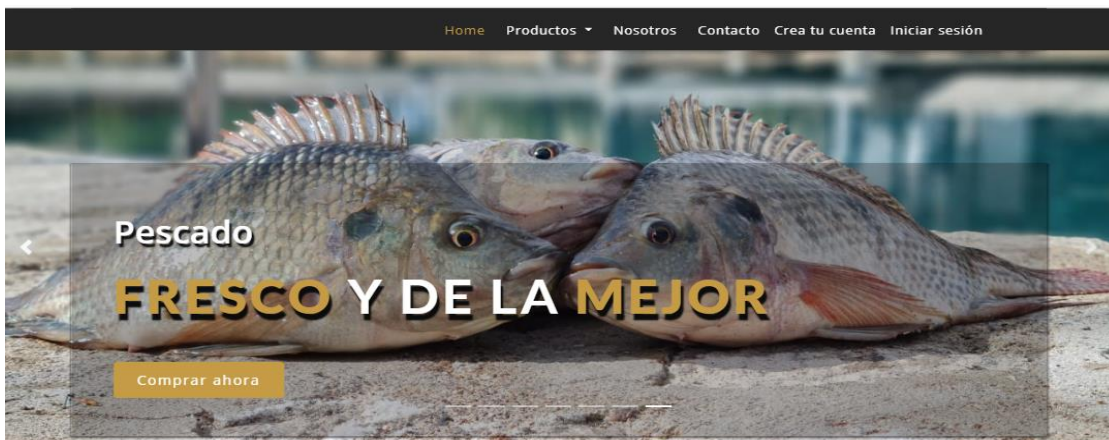 Home Productos Nosotros Contacto Crea tu cuenta Iniciar sesión
Pescado
FRESCO Y DE LA MEJOR
Comprar ahora